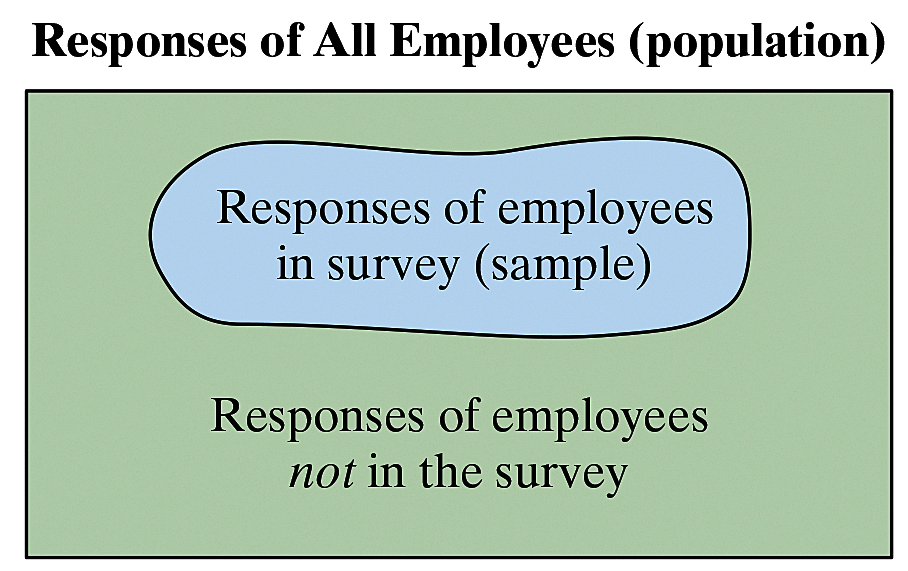 Responses of All Employees (population)
Responses of employees
in survey (sample)
Responses of employees
not in the survey